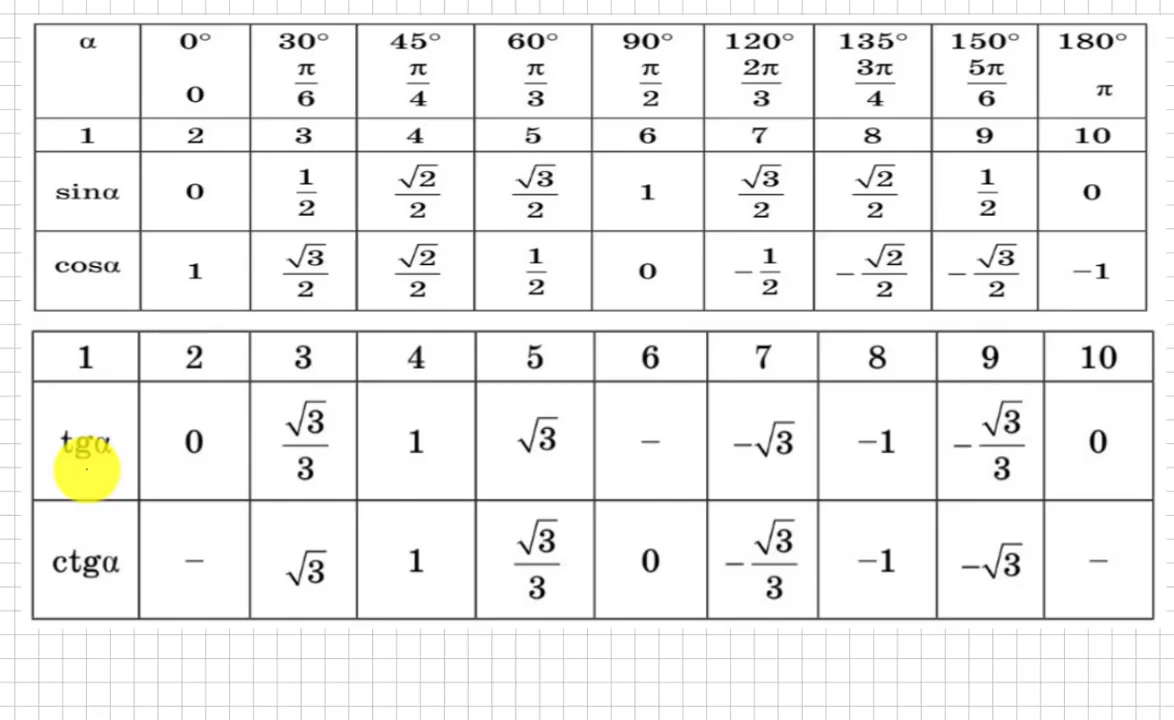 α 0° 30° 45° 60° 90° 120° 135° 150° 180°
0 π/6 π/4 π/3 π/2 2π/3 3π/4 5π/6 π
1 2 3 4 5 6 7 8 9 10
sinα 0 1/2 √2/2 √3/2 1 √3/2 √2/2 1/2 0
cosα 1 √3/2 √2/2 1/2 0 −1/2 −√2/2 −√3/2 −1
1 2 3 4 5 6 7 8 9 10
tgα 0 √3/3 1 √3 − −√3 −1 −√3/3 0
ctgα − √3 1 √3/3 0 −√3/3 −1 −√3 −